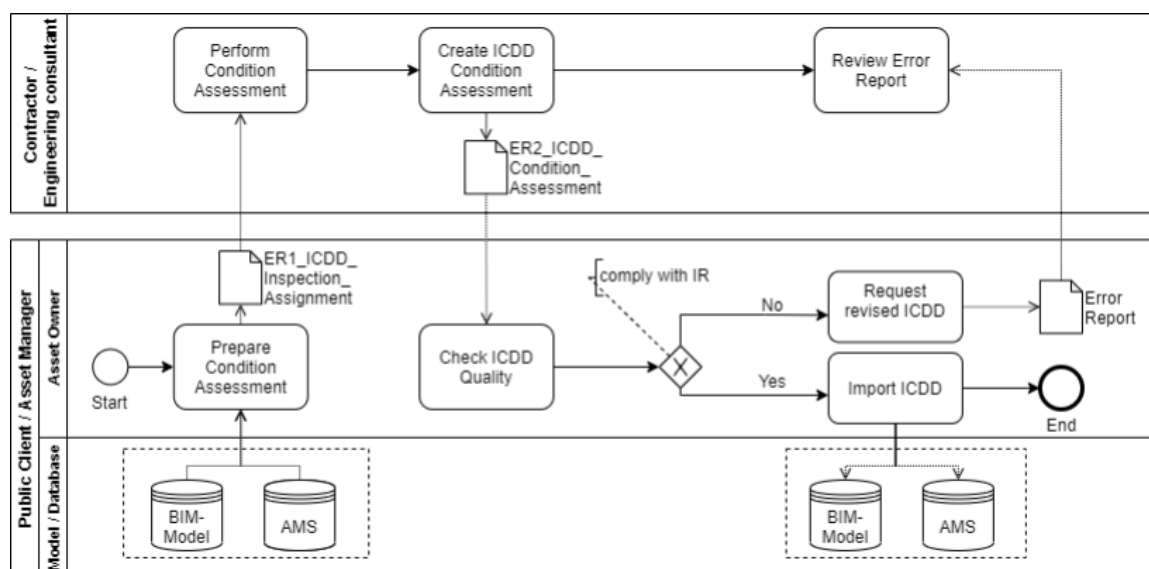 Contractor /
Engineering consultant
Perform
Condition
Assessment
Create ICDD
Condition
Assessment
Review Error
Report
ER2_ICDD_
Condition_
Assessment
Public Client / Asset Manager
Asset Owner
ER1_ICDD_
Inspection_
Assignment
Start
Prepare
Condition
Assessment
Check ICDD
Quality
comply with IR
X
No
Yes
Request
revised ICDD
Error
Report
Import ICDD
End
Model / Database
BIM-
Model
AMS
BIM-
Model
AMS